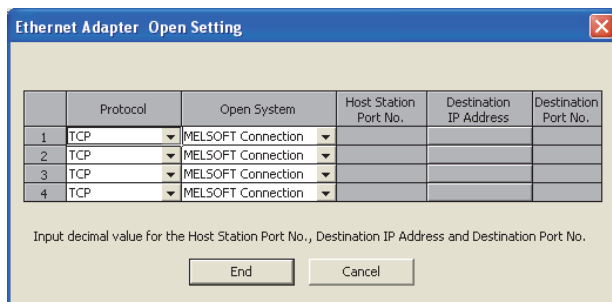 Ethernet Adapter Open Setting
Protocol Open System Host Station Port No. Destination IP Address Destination Port No.
1 TCP MELSOFT Connection
2 TCP MELSOFT Connection
3 TCP MELSOFT Connection
4 TCP MELSOFT Connection
Input decimal value for the Host Station Port No., Destination IP Address and Destination Port No.
End Cancel